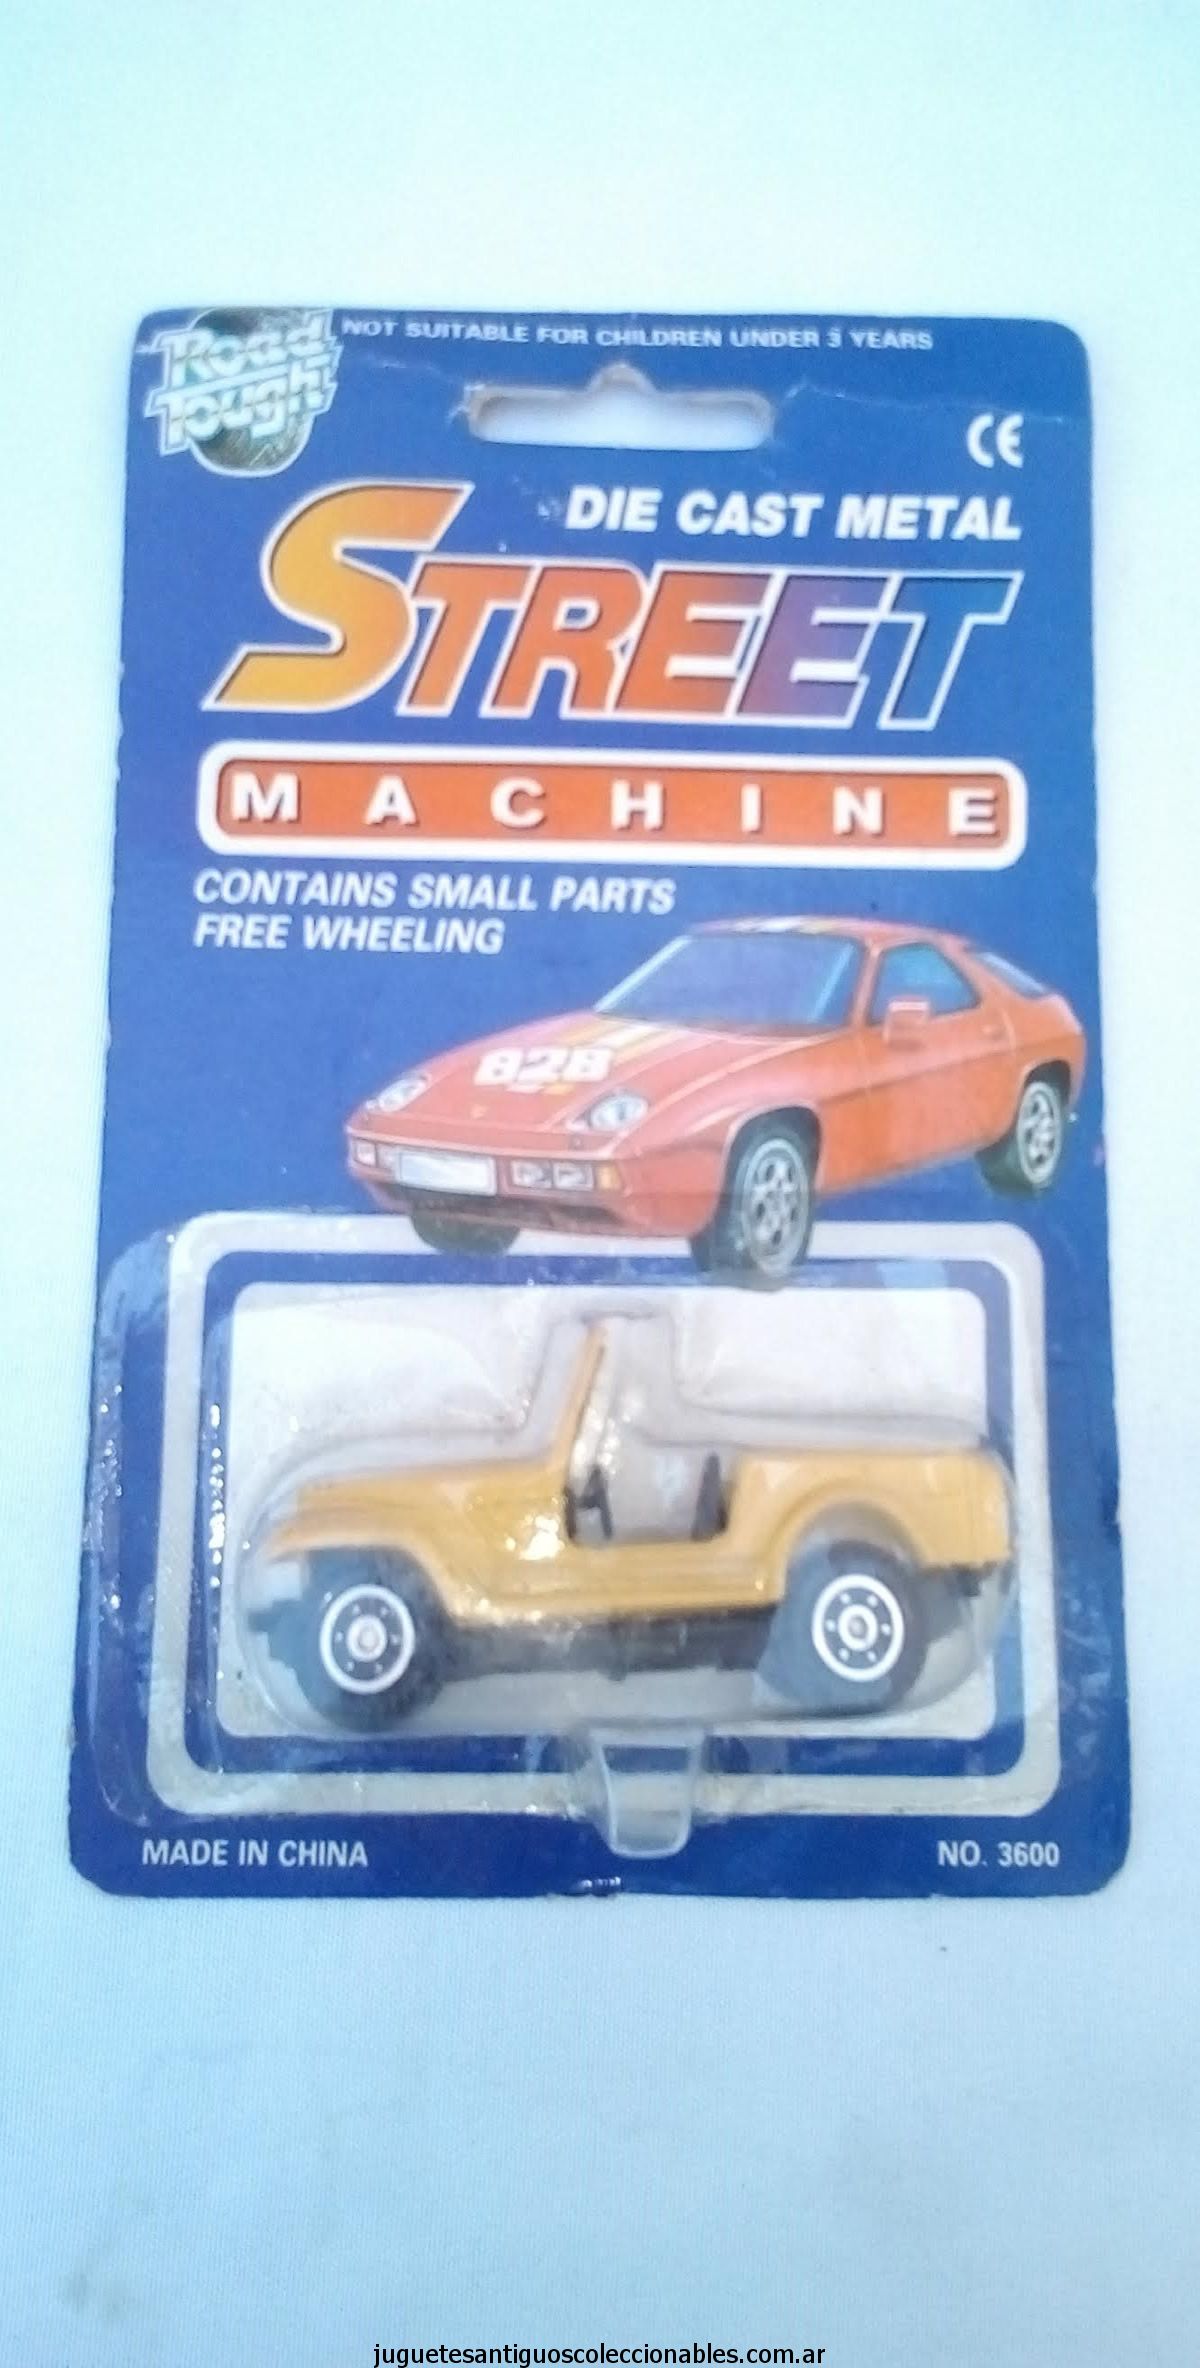 Road
Tough
NOT SUITABLE FOR CHILDREN UNDER 3 YEARS
CE
DIE CAST METAL
STREET
MACHINE
CONTAINS SMALL PARTS
FREE WHEELING
828
MADE IN CHINA
NO. 3600
juguetesantiguoscoleccionables.com.ar